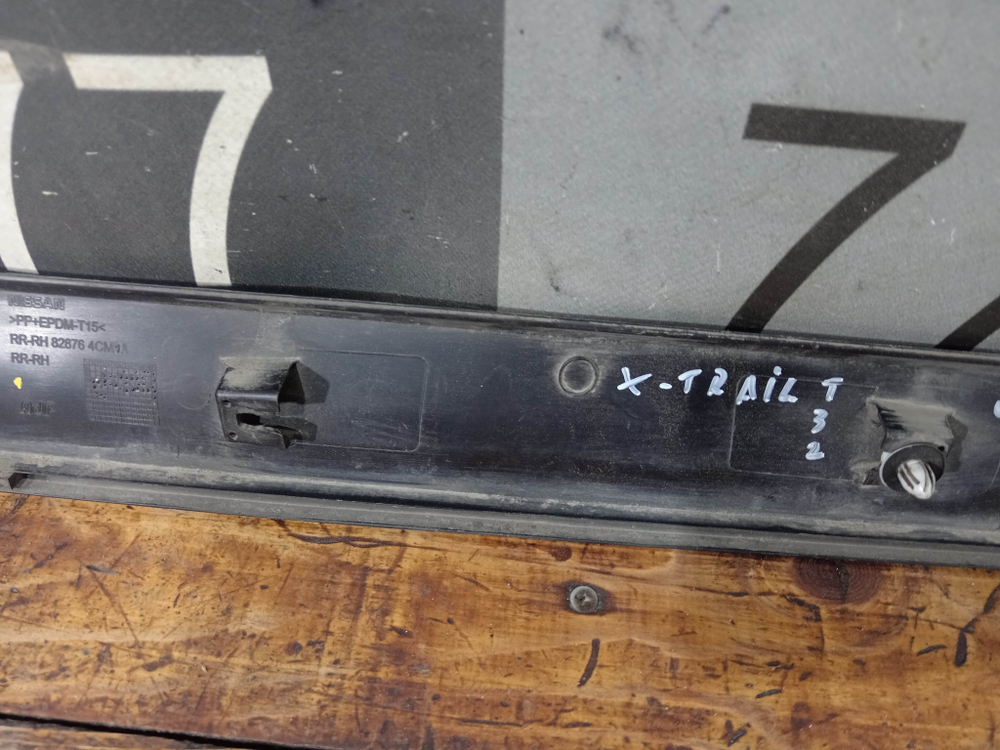 7
7
NISSAN
>PP+EPDM-T15<
RR-RH 82876 4CM1A
RR-RH
X-TRAIL T
3
2